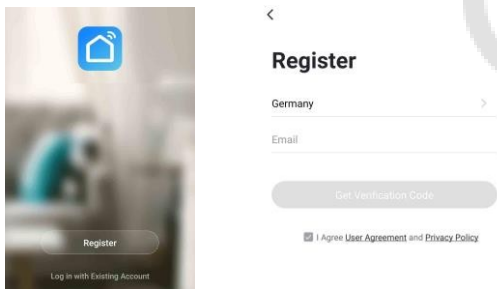 Register
Log in with Existing Account
Register
Germany
Email
Get Verification Code
I Agree User Agreement and Privacy Policy